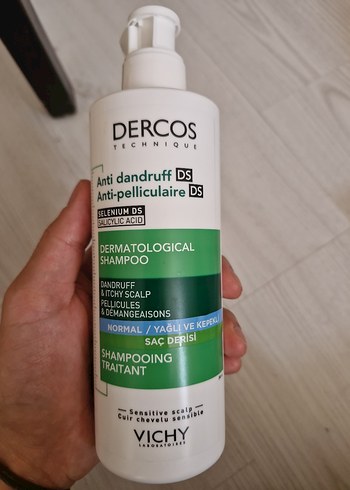 DERCOS
TECHNIQUE
Anti dandruff DS
Anti-pelliculaire DS
SELENIUM DS
SALICYLIC ACID
DERMATOLOGICAL
SHAMPOO
DANDRUFF
& ITCHY SCALP
PELLICULES
& DÉMANGEAISONS
NORMAL / YAĞLI VE KEPEKLİ
SAÇ DERİSİ
SHAMPOOING
TRAITANT
Sensitive scalp
Cuir chevelu sensible
VICHY
LABORATOIRES